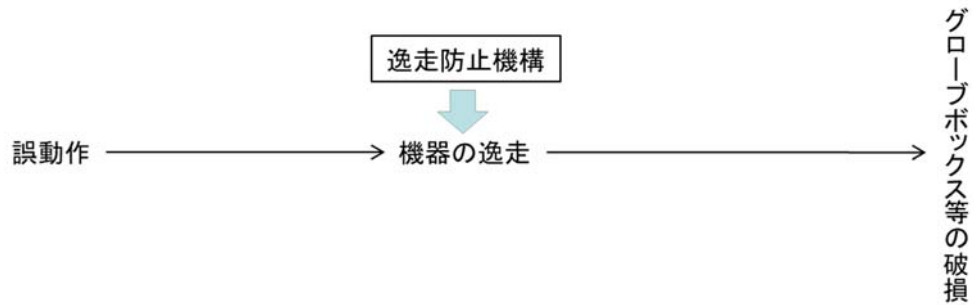 逸走防止機構
誤動作
機器の逸走
グローブボックス等の破損